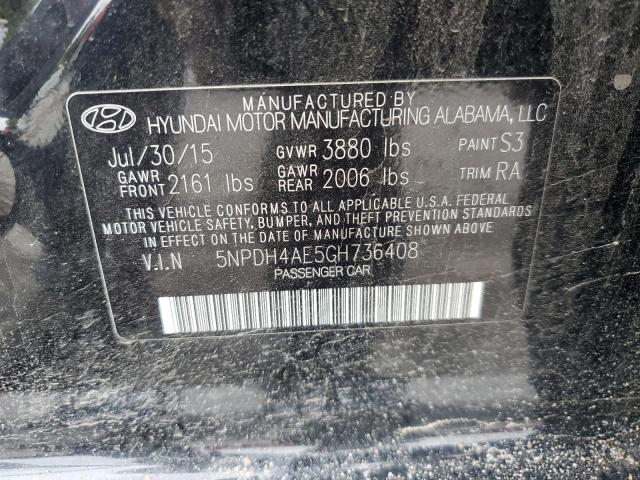 MANUFACTURED BY
HYUNDAI MOTOR MANUFACTURING ALABAMA, LLC
Jul/30/15 GVWR 3880 lbs PAINT S3
GAWR FRONT 2161 lbs GAWR REAR 2006 lbs TRIM RA
THIS VEHICLE CONFORMS TO ALL APPLICABLE U.S.A. FEDERAL
MOTOR VEHICLE SAFETY, BUMPER, AND THEFT PREVENTION STANDARDS
IN EFFECT ON THE DATE OF MANUFACTURE SHOWN ABOVE
V.I.N 5NPDH4AE5GH736408
PASSENGER CAR